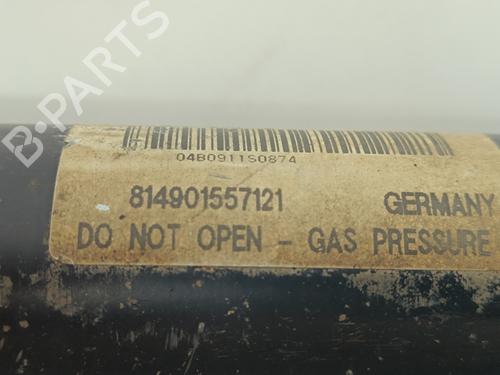 B-PARTS
04B0911S0874
814901557121 GERMANY
DO NOT OPEN - GAS PRESSURE